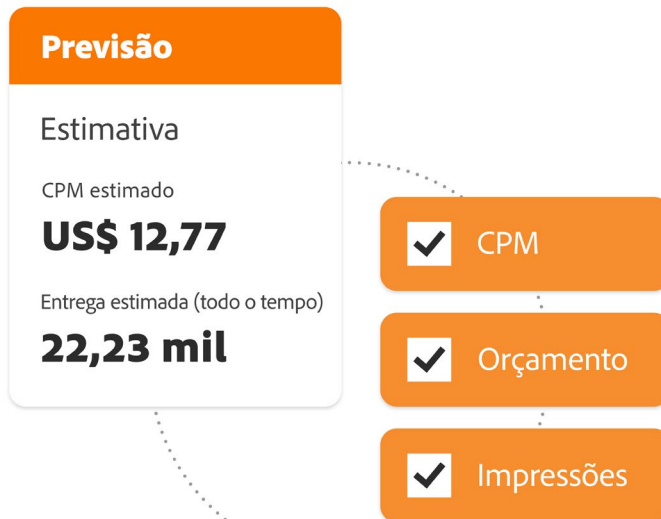 Previsão
Estimativa
CPM estimado
US$ 12,77
Entrega estimada (todo o tempo)
22,23 mil
CPM
Orçamento
Impressões